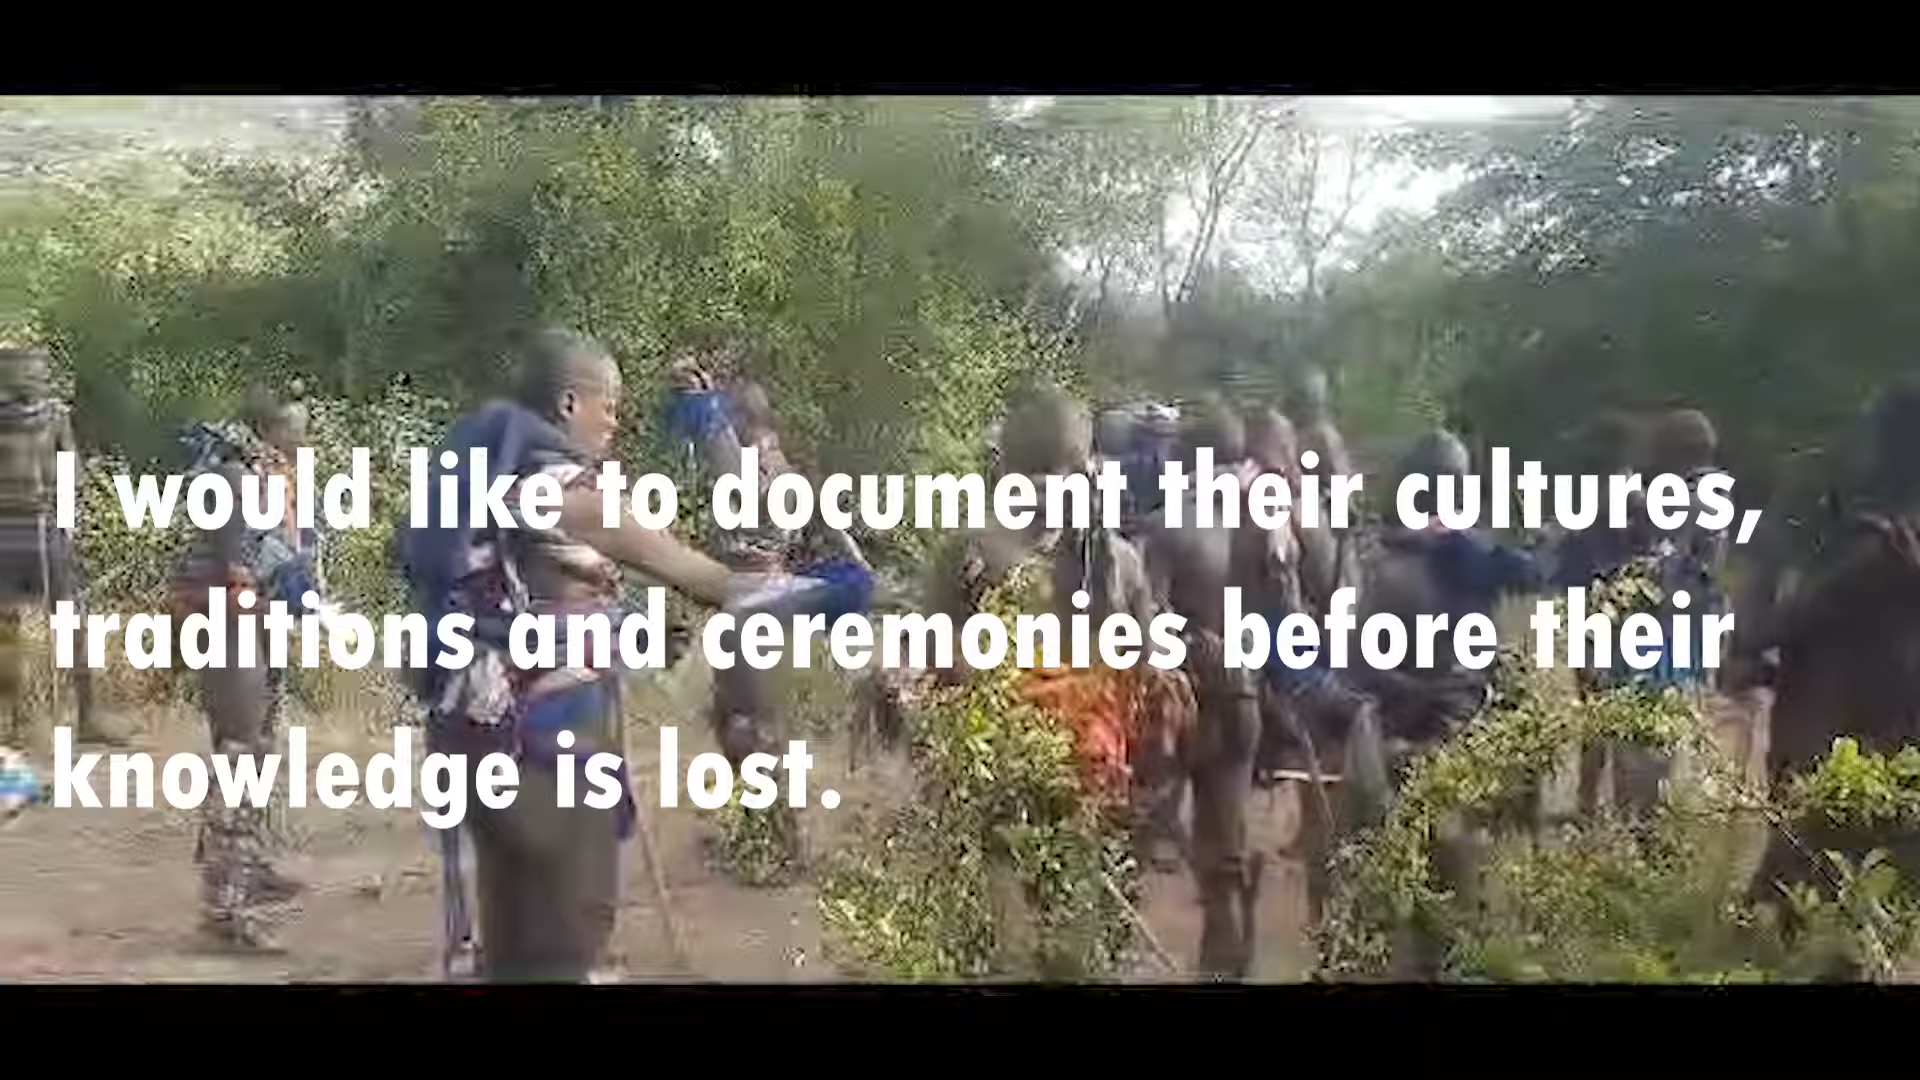 I would like to document their cultures,
traditions and ceremonies before their
knowledge is lost.